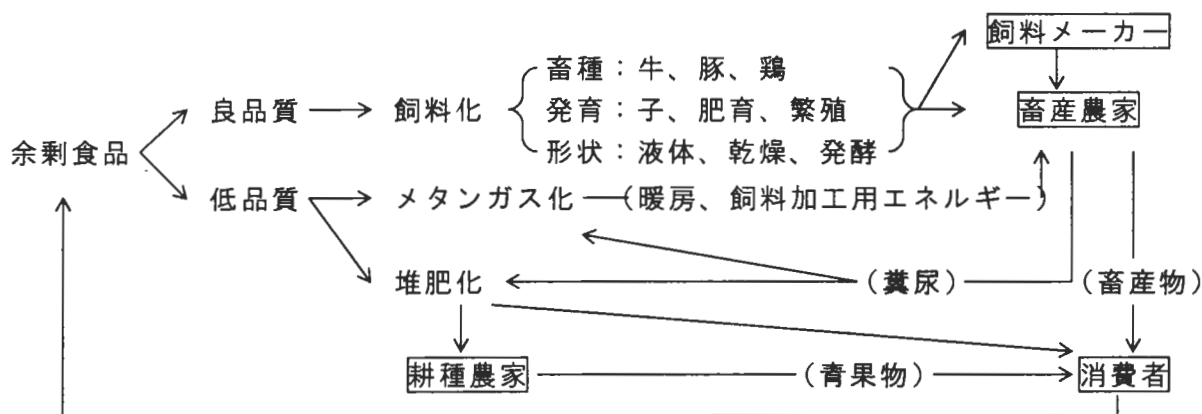 飼料メーカー
畜種：牛、豚、鶏
良品質
飼料化
発育：子、肥育、繁殖
畜産農家
余剰食品
形状：液体、乾燥、発酵
低品質
メタンガス化
（暖房、飼料加工用エネルギー）
堆肥化
（糞尿）
（畜産物）
耕種農家
（青果物）
消費者